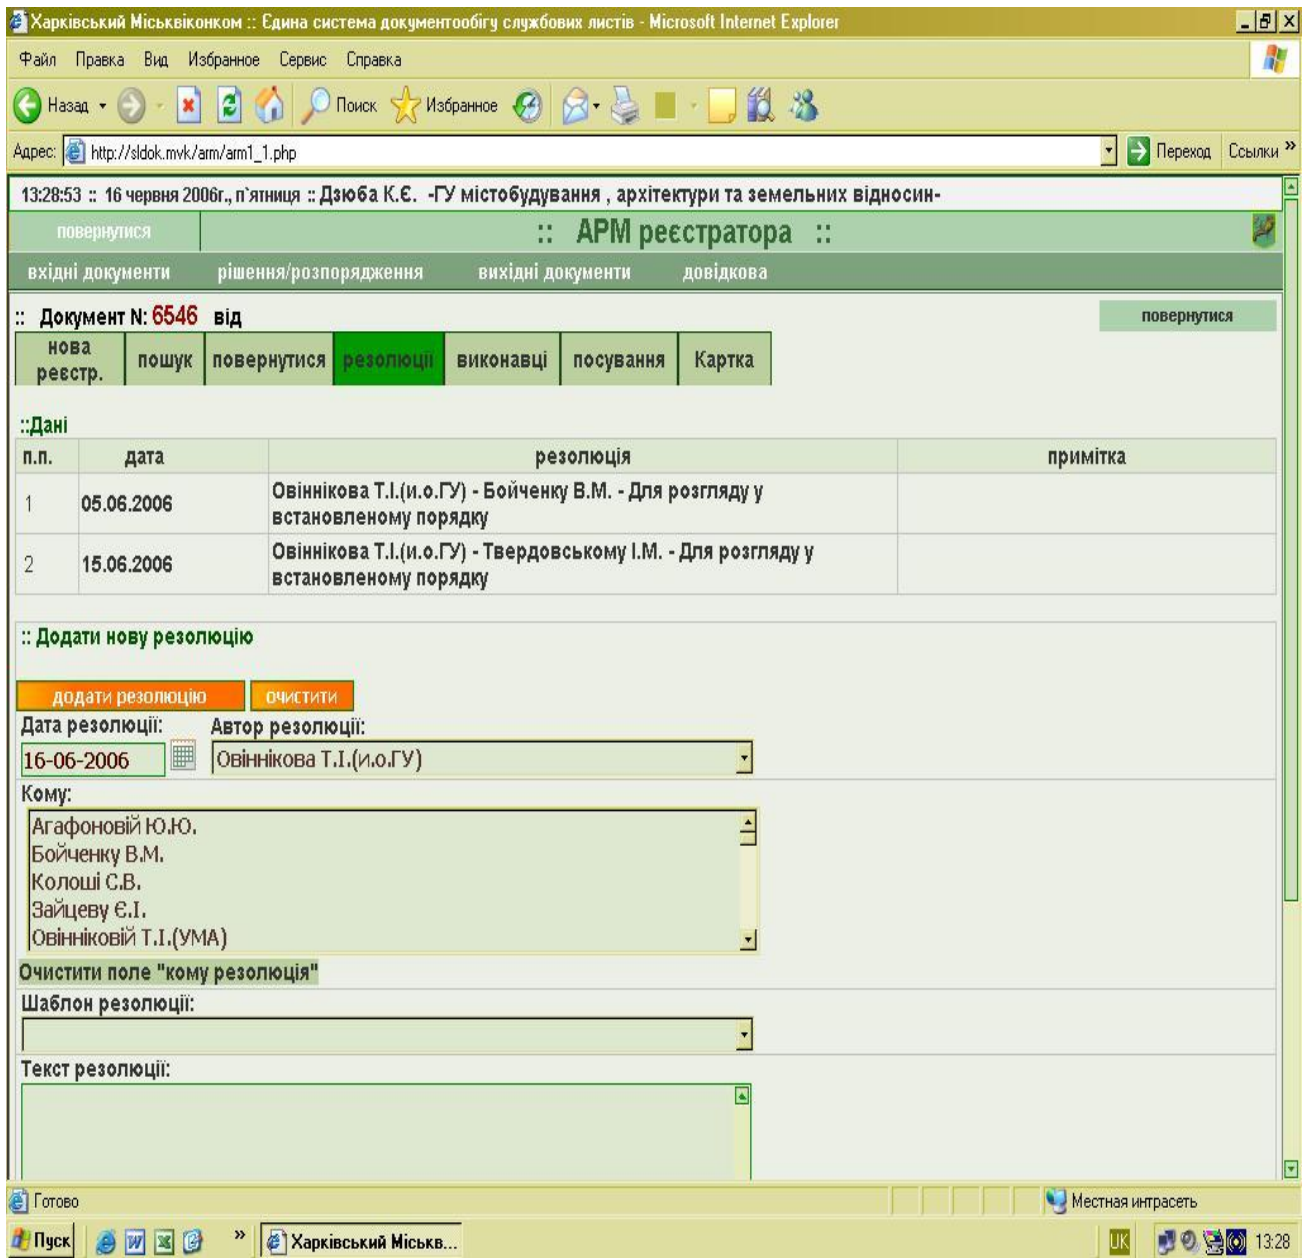 Харківський Міськвіконком :: Єдина система документообігу службових листів - Microsoft Internet Explorer
Файл Правка Вид Избранное Сервис Справка
Назад Поиск Избранное
Адрес: http://sldok.mvk/arm/arm1_1.php Переход Ссылки »
13:28:53 :: 16 червня 2006г., п`ятниця :: Дзюба К.Є. -ГУ містобудування , архітектури та земельних відносин-
повернутися :: АРМ реєстратора ::
вхідні документи рішення/розпорядження вихідні документи довідкова
:: Документ N: 6546 від повернутися
нова реєстр. пошук повернутися резолюції виконавці посування Картка
::Дані
п.п. дата резолюція примітка
1 05.06.2006 Овіннікова Т.І.(и.о.ГУ) - Бойченку В.М. - Для розгляду у
встановленому порядку
2 15.06.2006 Овіннікова Т.І.(и.о.ГУ) - Твердовському І.М. - Для розгляду у
встановленому порядку
:: Додати нову резолюцію
додати резолюцію очистити
Дата резолюції: Автор резолюції:
16-06-2006 Овіннікова Т.І.(и.о.ГУ)
Кому:
Агафоновій Ю.Ю.
Бойченку В.М.
Колоші С.В.
Зайцеву Є.І.
Овінніковій Т.І.(УМА)
Очистити поле "кому резолюція"
Шаблон резолюції:
Текст резолюції:
Готово Местная интрасеть
Пуск » Харківський Міськв... UK 13:28